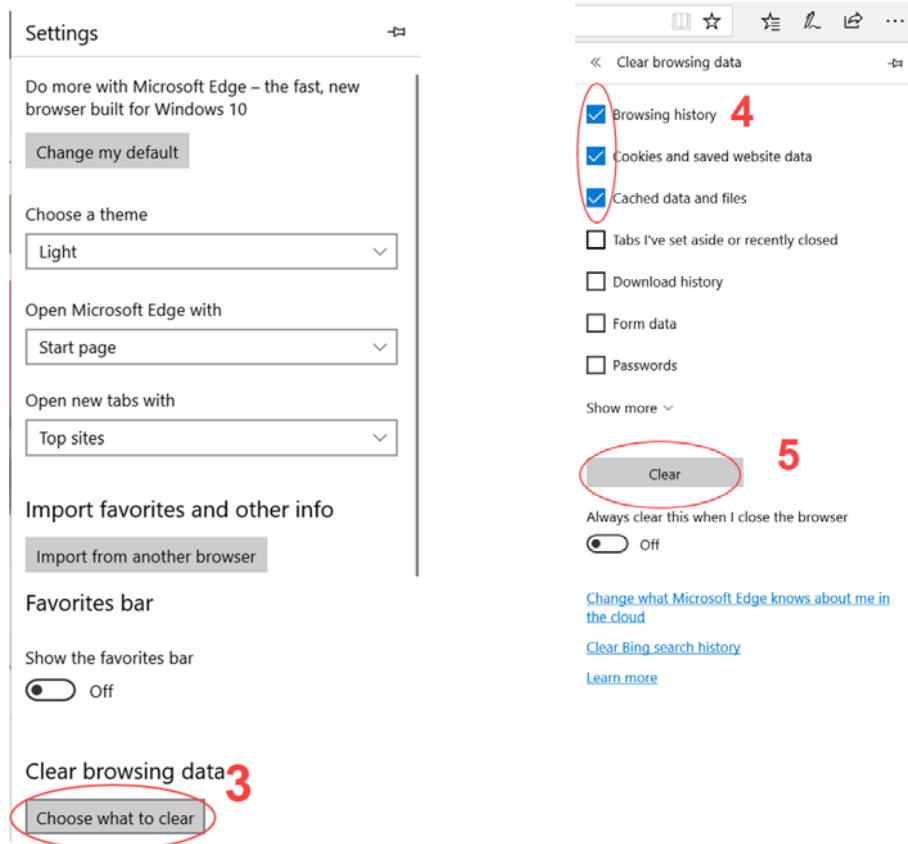 Settings
Do more with Microsoft Edge – the fast, new
browser built for Windows 10
Change my default
Choose a theme
Light
Open Microsoft Edge with
Start page
Open new tabs with
Top sites
Import favorites and other info
Import from another browser
Favorites bar
Show the favorites bar
Off
Clear browsing data
3
Choose what to clear
Clear browsing data
Browsing history
4
Cookies and saved website data
Cached data and files
Tabs I've set aside or recently closed
Download history
Form data
Passwords
Show more
5
Clear
Always clear this when I close the browser
Off
Change what Microsoft Edge knows about me in
the cloud
Clear Bing search history
Learn more